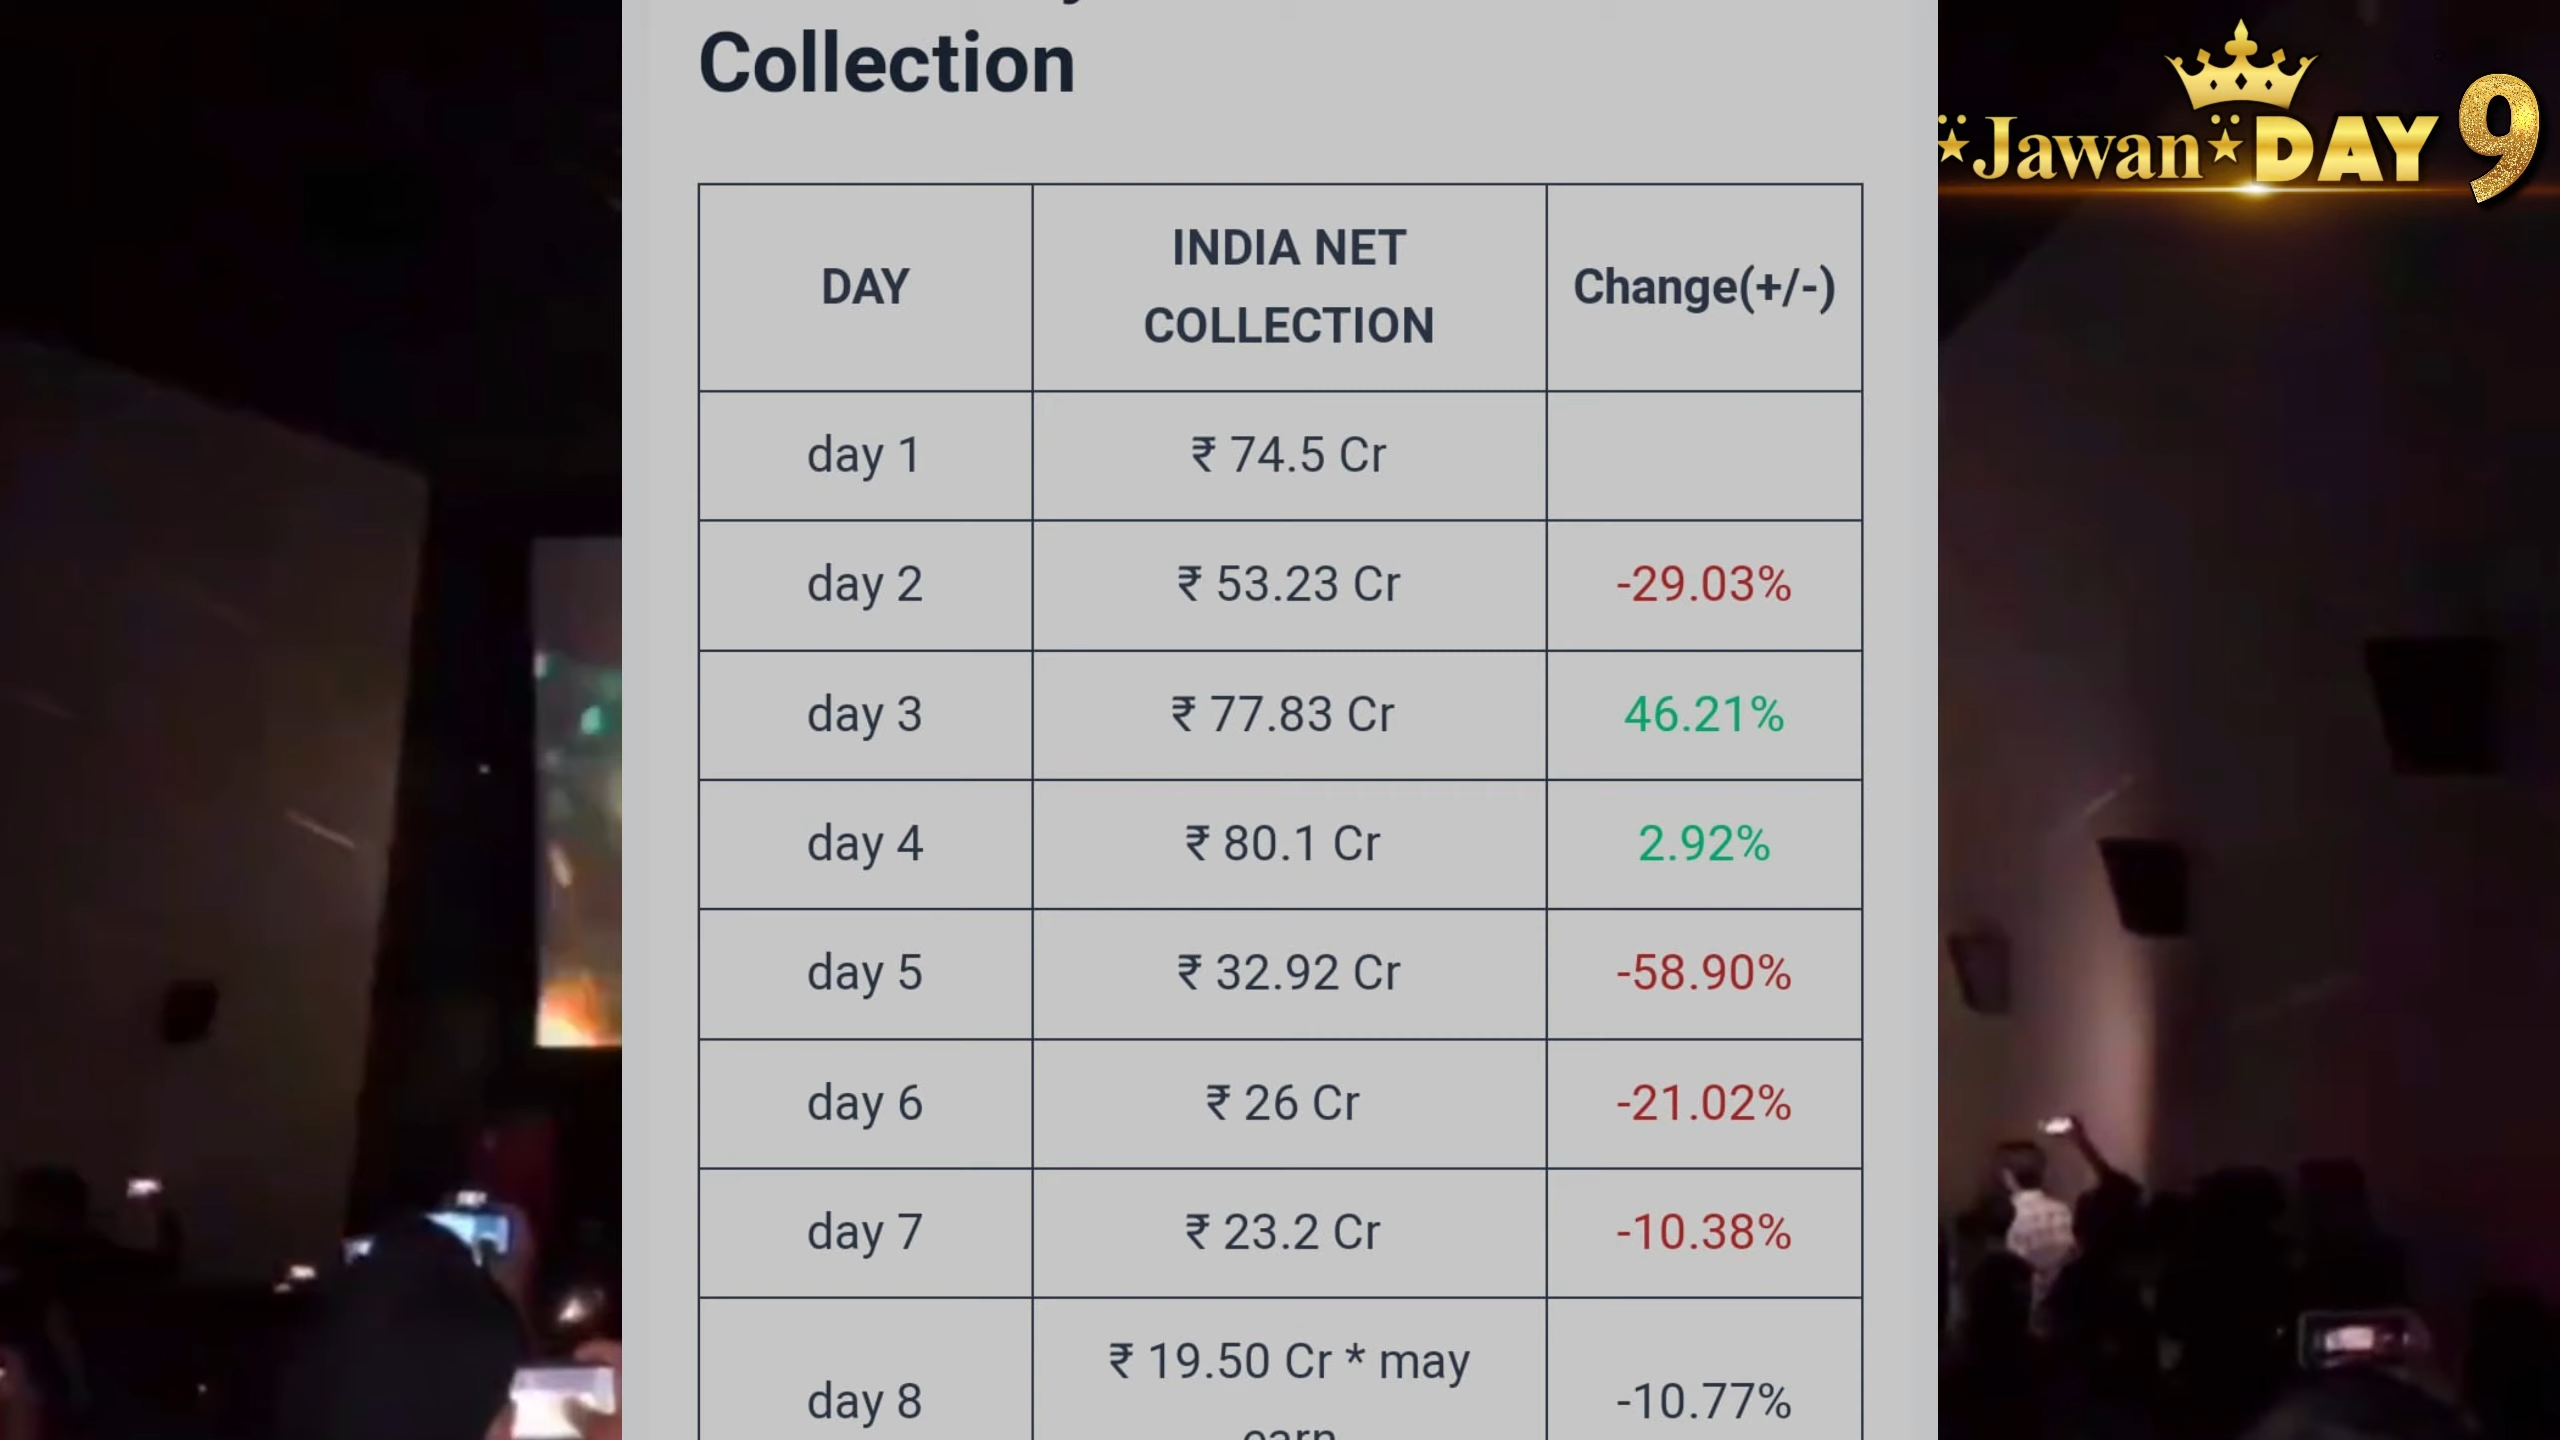 Collection
Jawan DAY 9
DAY
INDIA NET
COLLECTION
Change(+/-)
day 1
₹ 74.5 Cr
day 2
₹ 53.23 Cr
-29.03%
day 3
₹ 77.83 Cr
46.21%
day 4
₹ 80.1 Cr
2.92%
day 5
₹ 32.92 Cr
-58.90%
day 6
₹ 26 Cr
-21.02%
day 7
₹ 23.2 Cr
-10.38%
day 8
₹ 19.50 Cr * may
earn
-10.77%